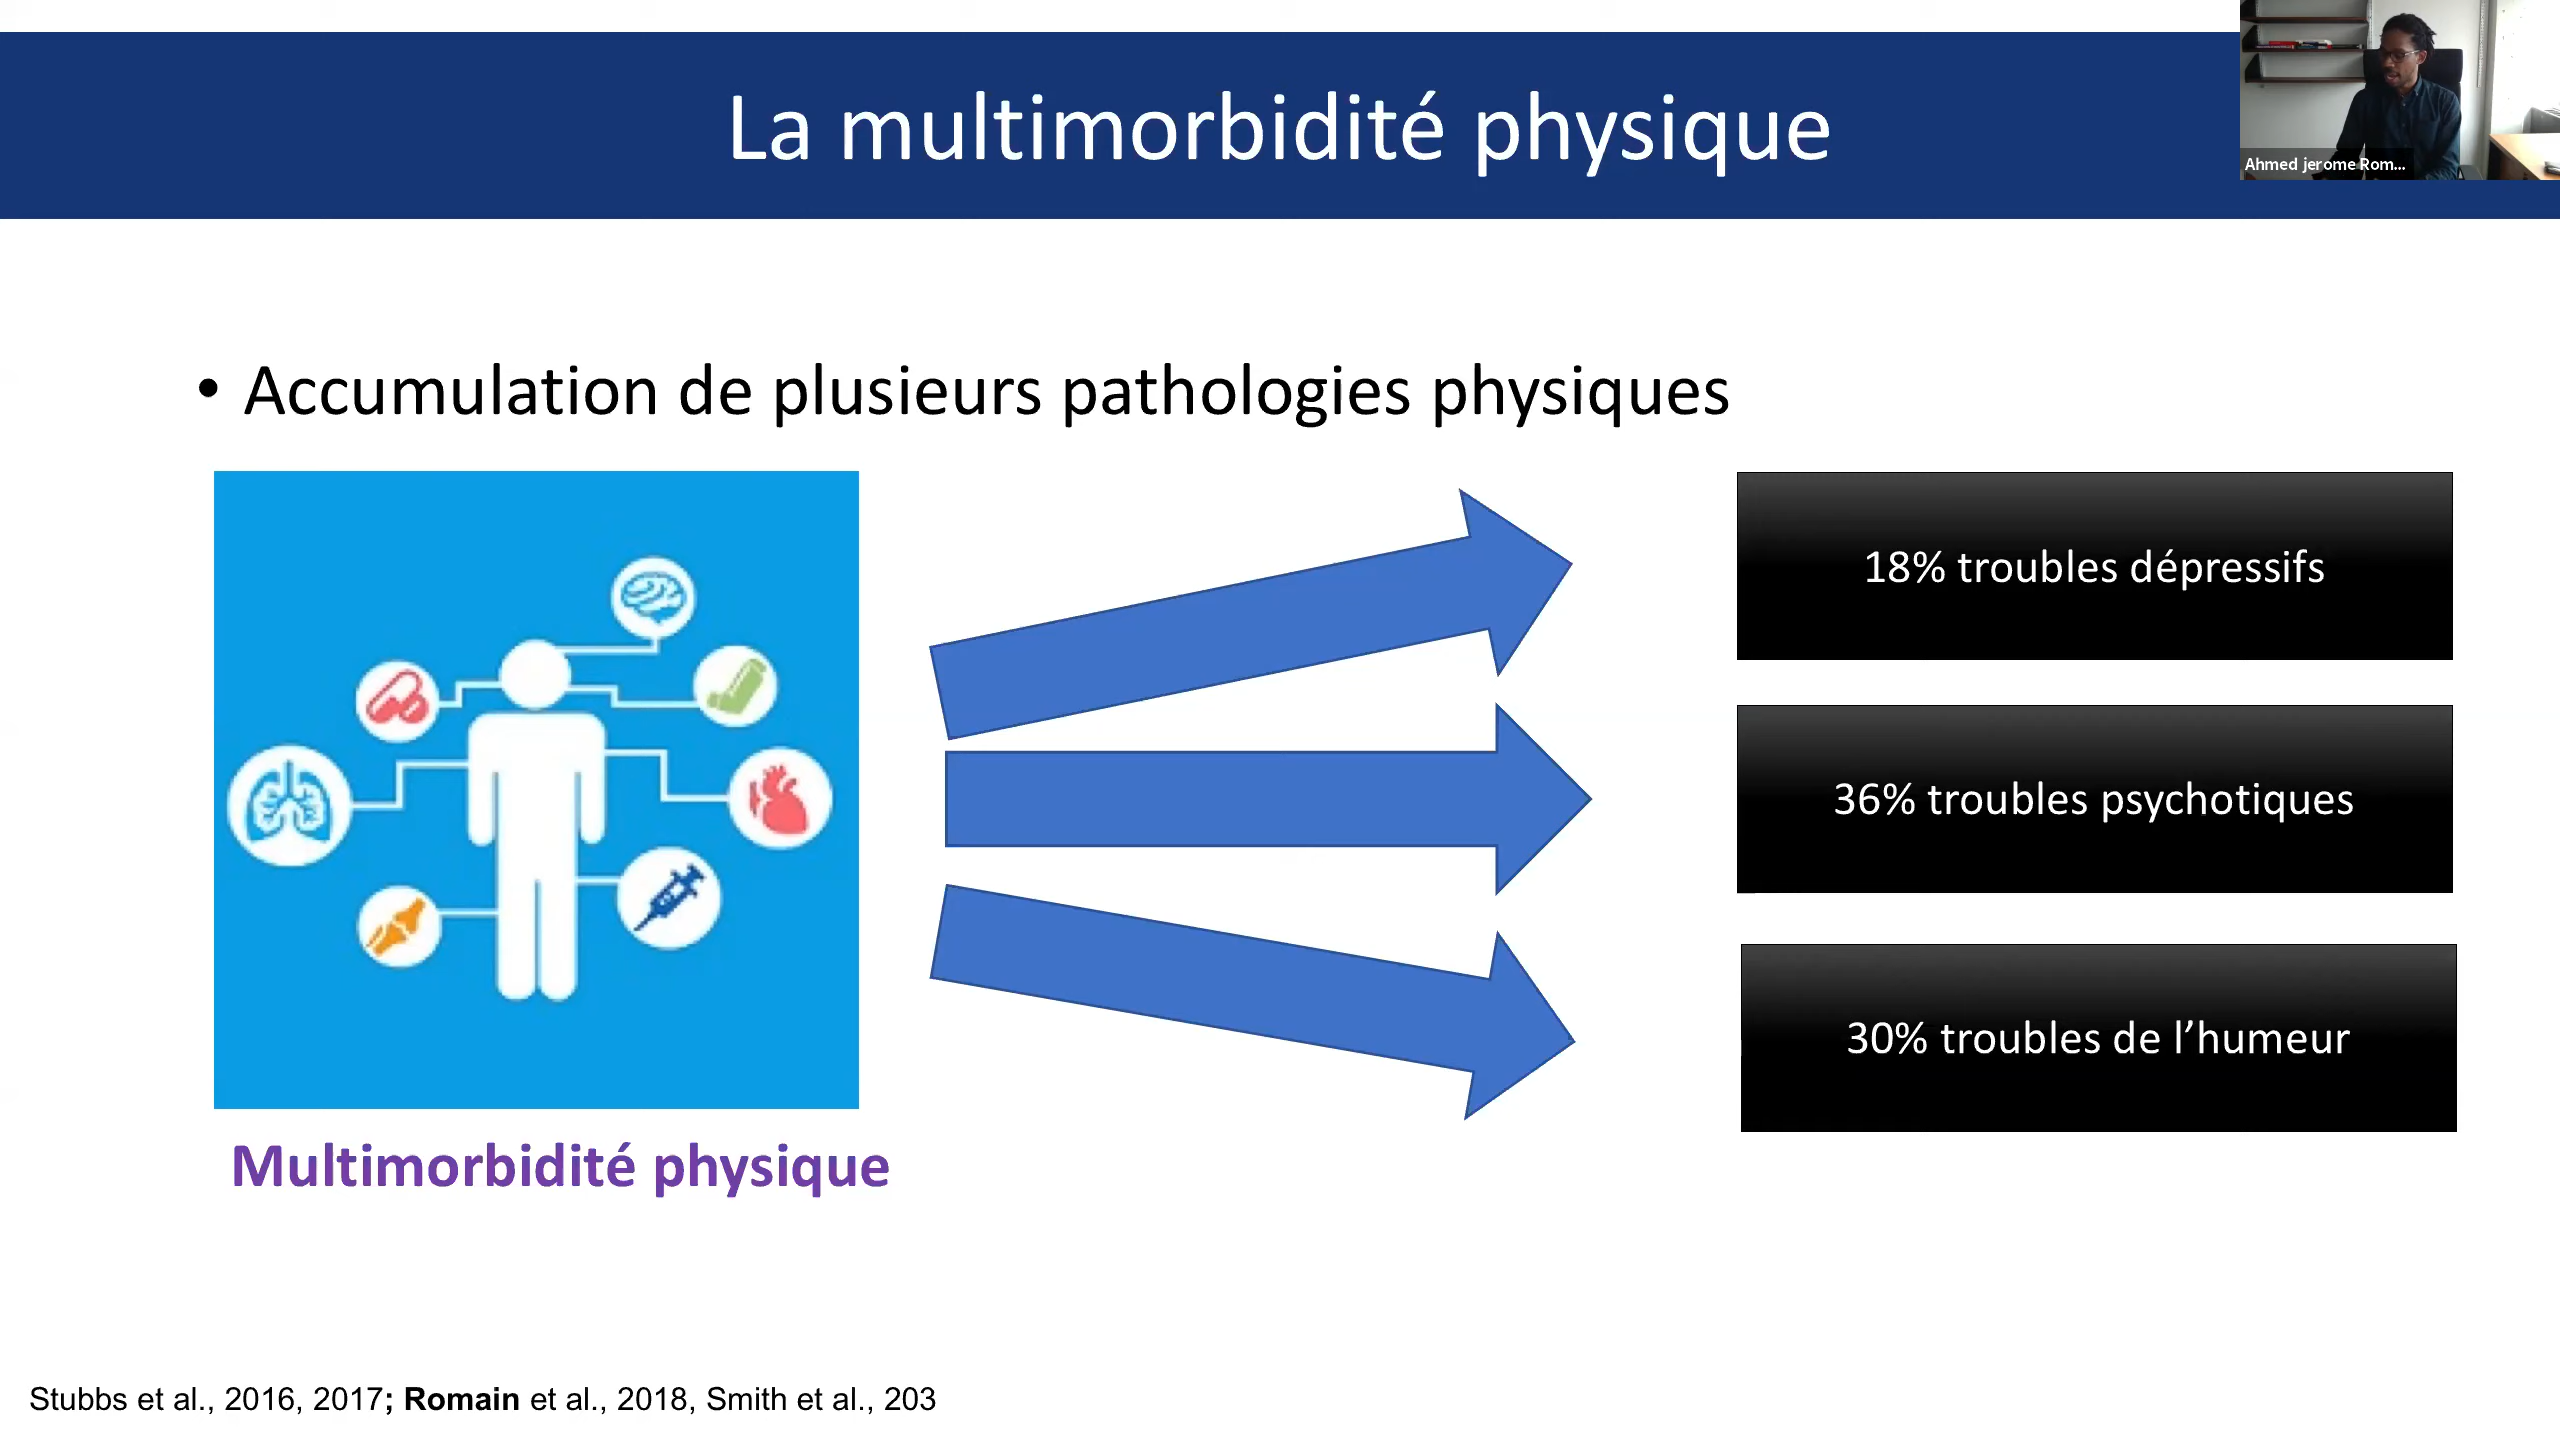 La multimorbidité physique
Ahmed jerome Rom...
• Accumulation de plusieurs pathologies physiques
18% troubles dépressifs
36% troubles psychotiques
30% troubles de l’humeur
Multimorbidité physique
Stubbs et al., 2016, 2017; Romain et al., 2018, Smith et al., 203